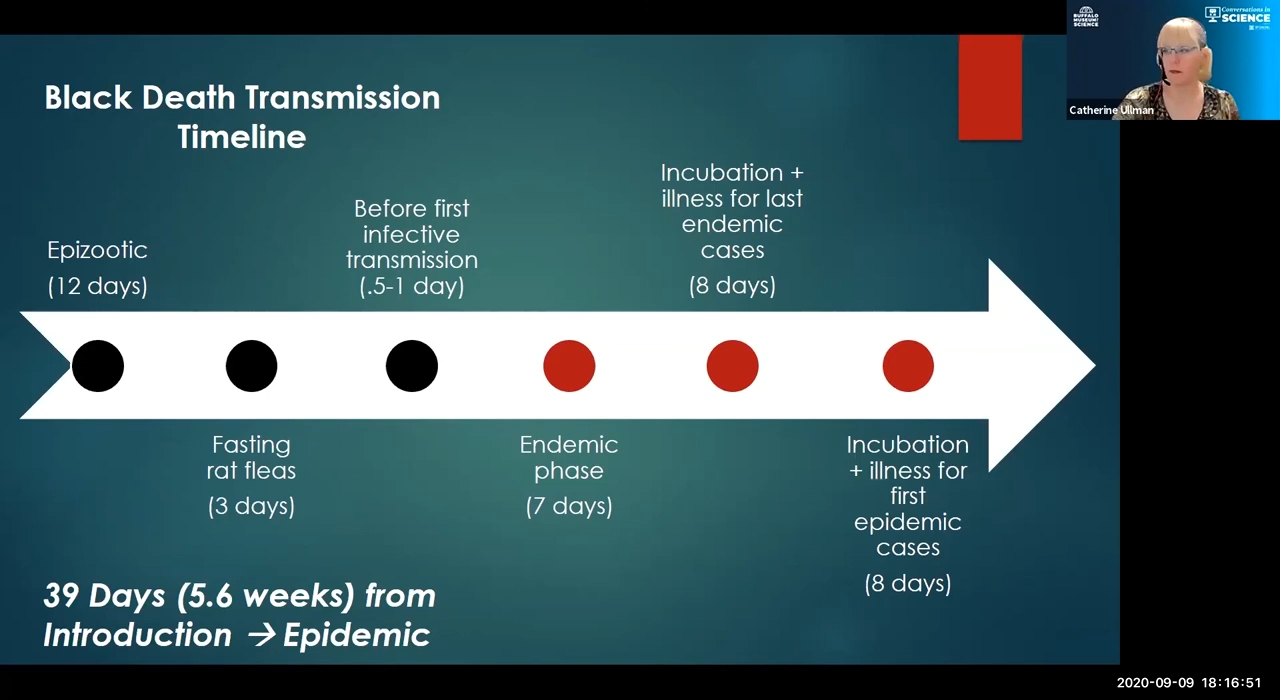 BUFFALO
MUSEUM of
SCIENCE
Conversations in
SCIENCE
Catherine Ullman
Black Death Transmission
Timeline
Epizootic
(12 days)
Fasting
rat fleas
(3 days)
Before first
infective
transmission
(.5-1 day)
Endemic
phase
(7 days)
Incubation +
illness for last
endemic
cases
(8 days)
Incubation
+ illness for
first
epidemic
cases
(8 days)
39 Days (5.6 weeks) from
Introduction → Epidemic
2020-09-09 18:16:51